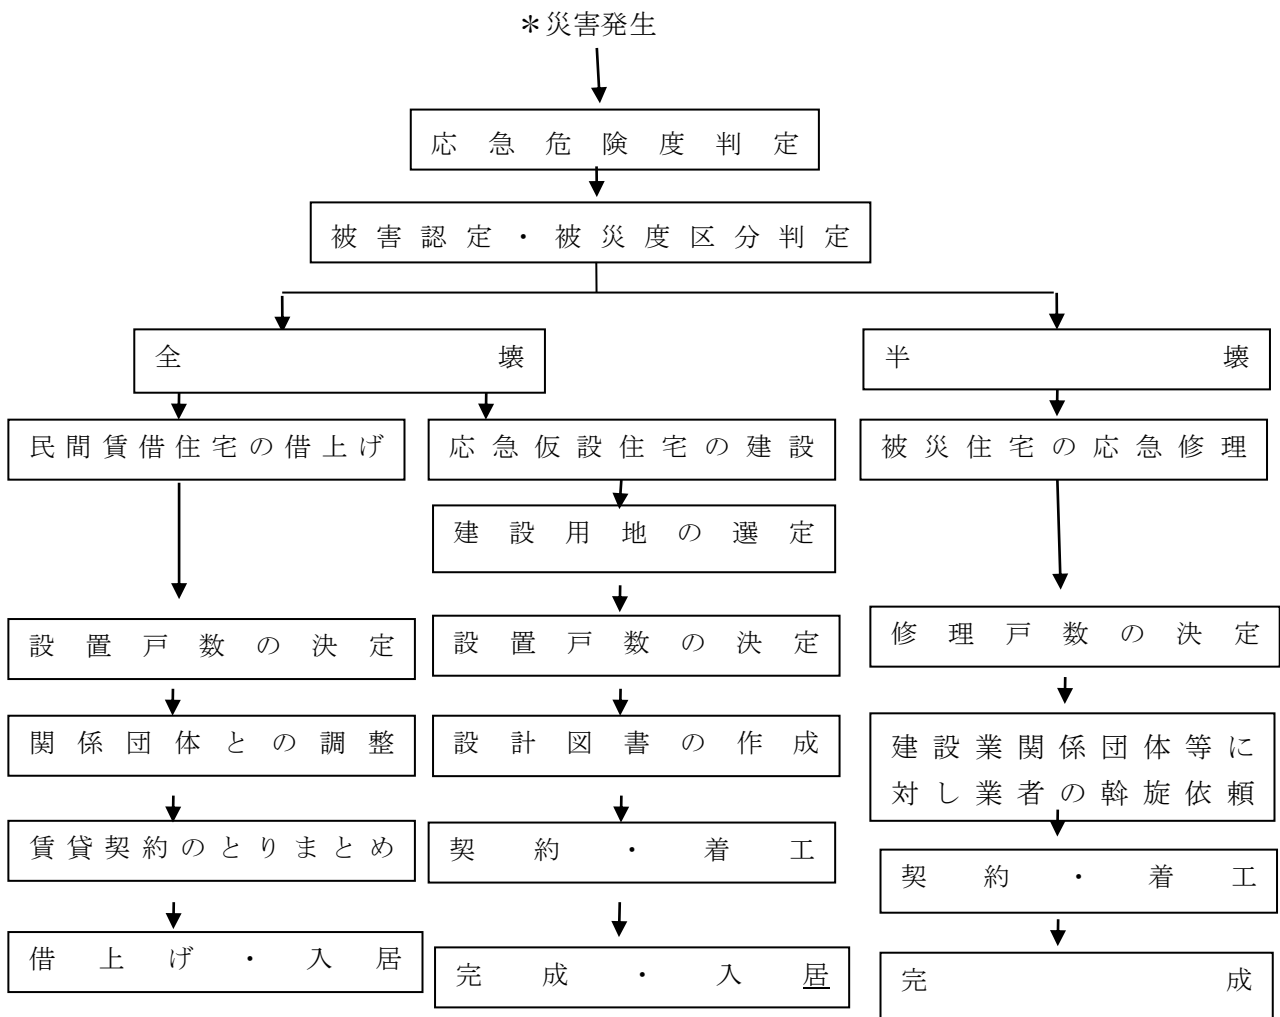 ＊災害発生
応急危険度判定
被害認定・被災度区分判定
全壊
半壊
民間賃借住宅の借上げ
応急仮設住宅の建設
被災住宅の応急修理
建設用地の選定
設置戸数の決定
設置戸数の決定
修理戸数の決定
関係団体との調整
設計図書の作成
建設業関係団体等に
対し業者の斡旋依頼
賃貸契約のとりまとめ
契約・着工
契約・着工
借上げ・入居
完成・入居
完成